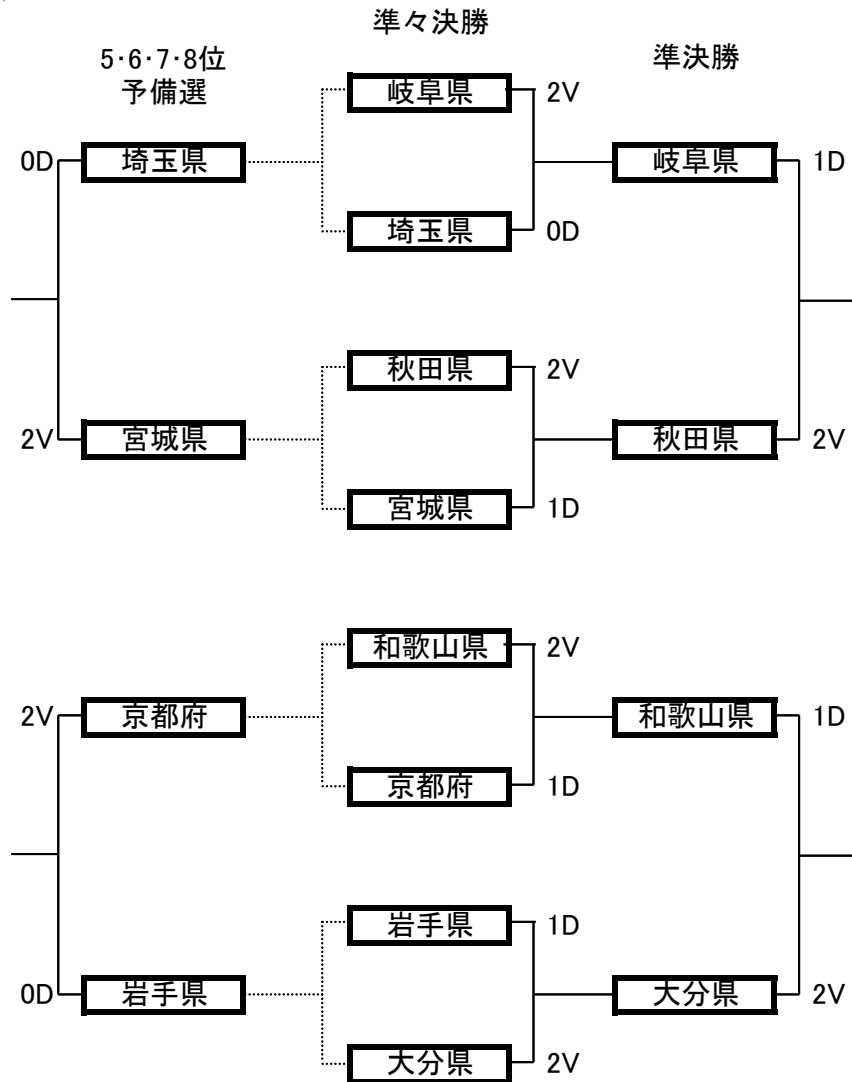 準々決勝
5・6・7・8位
予備選
準決勝
岐阜県 2V
0D 埼玉県 岐阜県 1D
埼玉県 0D
秋田県 2V
2V 宮城県 秋田県 2V
宮城県 1D
和歌山県 2V
2V 京都府 和歌山県 1D
京都府 1D
岩手県 1D
0D 岩手県 大分県 2V
大分県 2V